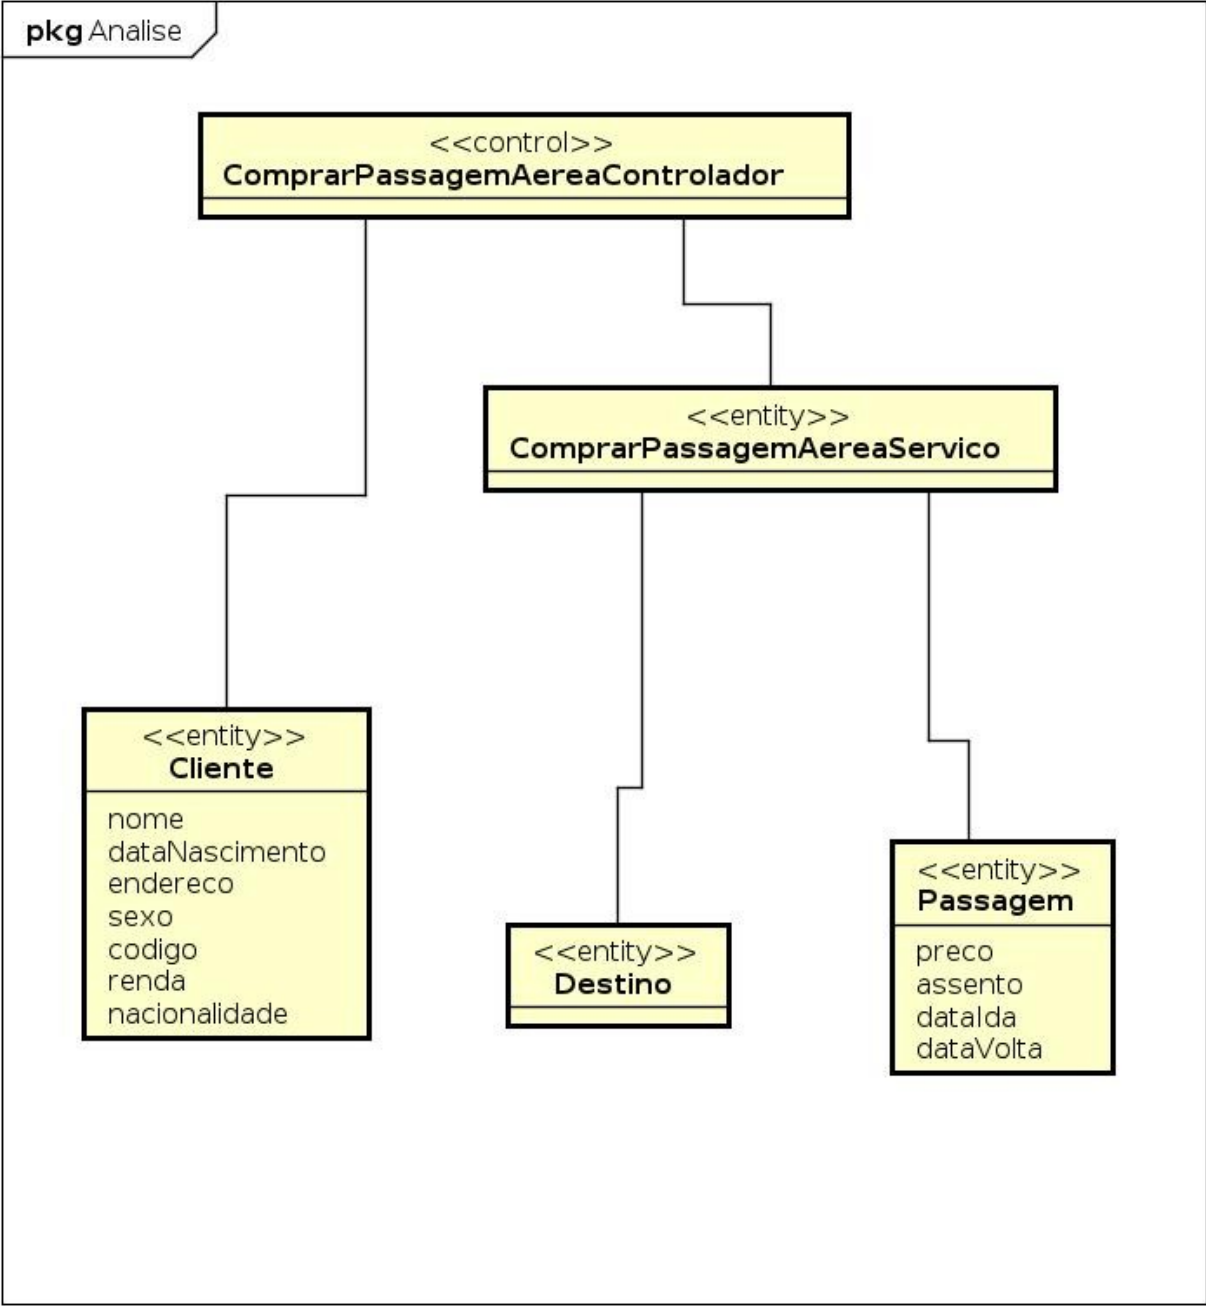 pkg Analise
<<control>>
ComprarPassagemAereaControlador
<<entity>>
ComprarPassagemAereaServico
<<entity>>
Cliente
nome
dataNascimento
endereco
sexo
codigo
renda
nacionalidade
<<entity>>
Destino
<<entity>>
Passagem
preco
assento
dataIda
dataVolta